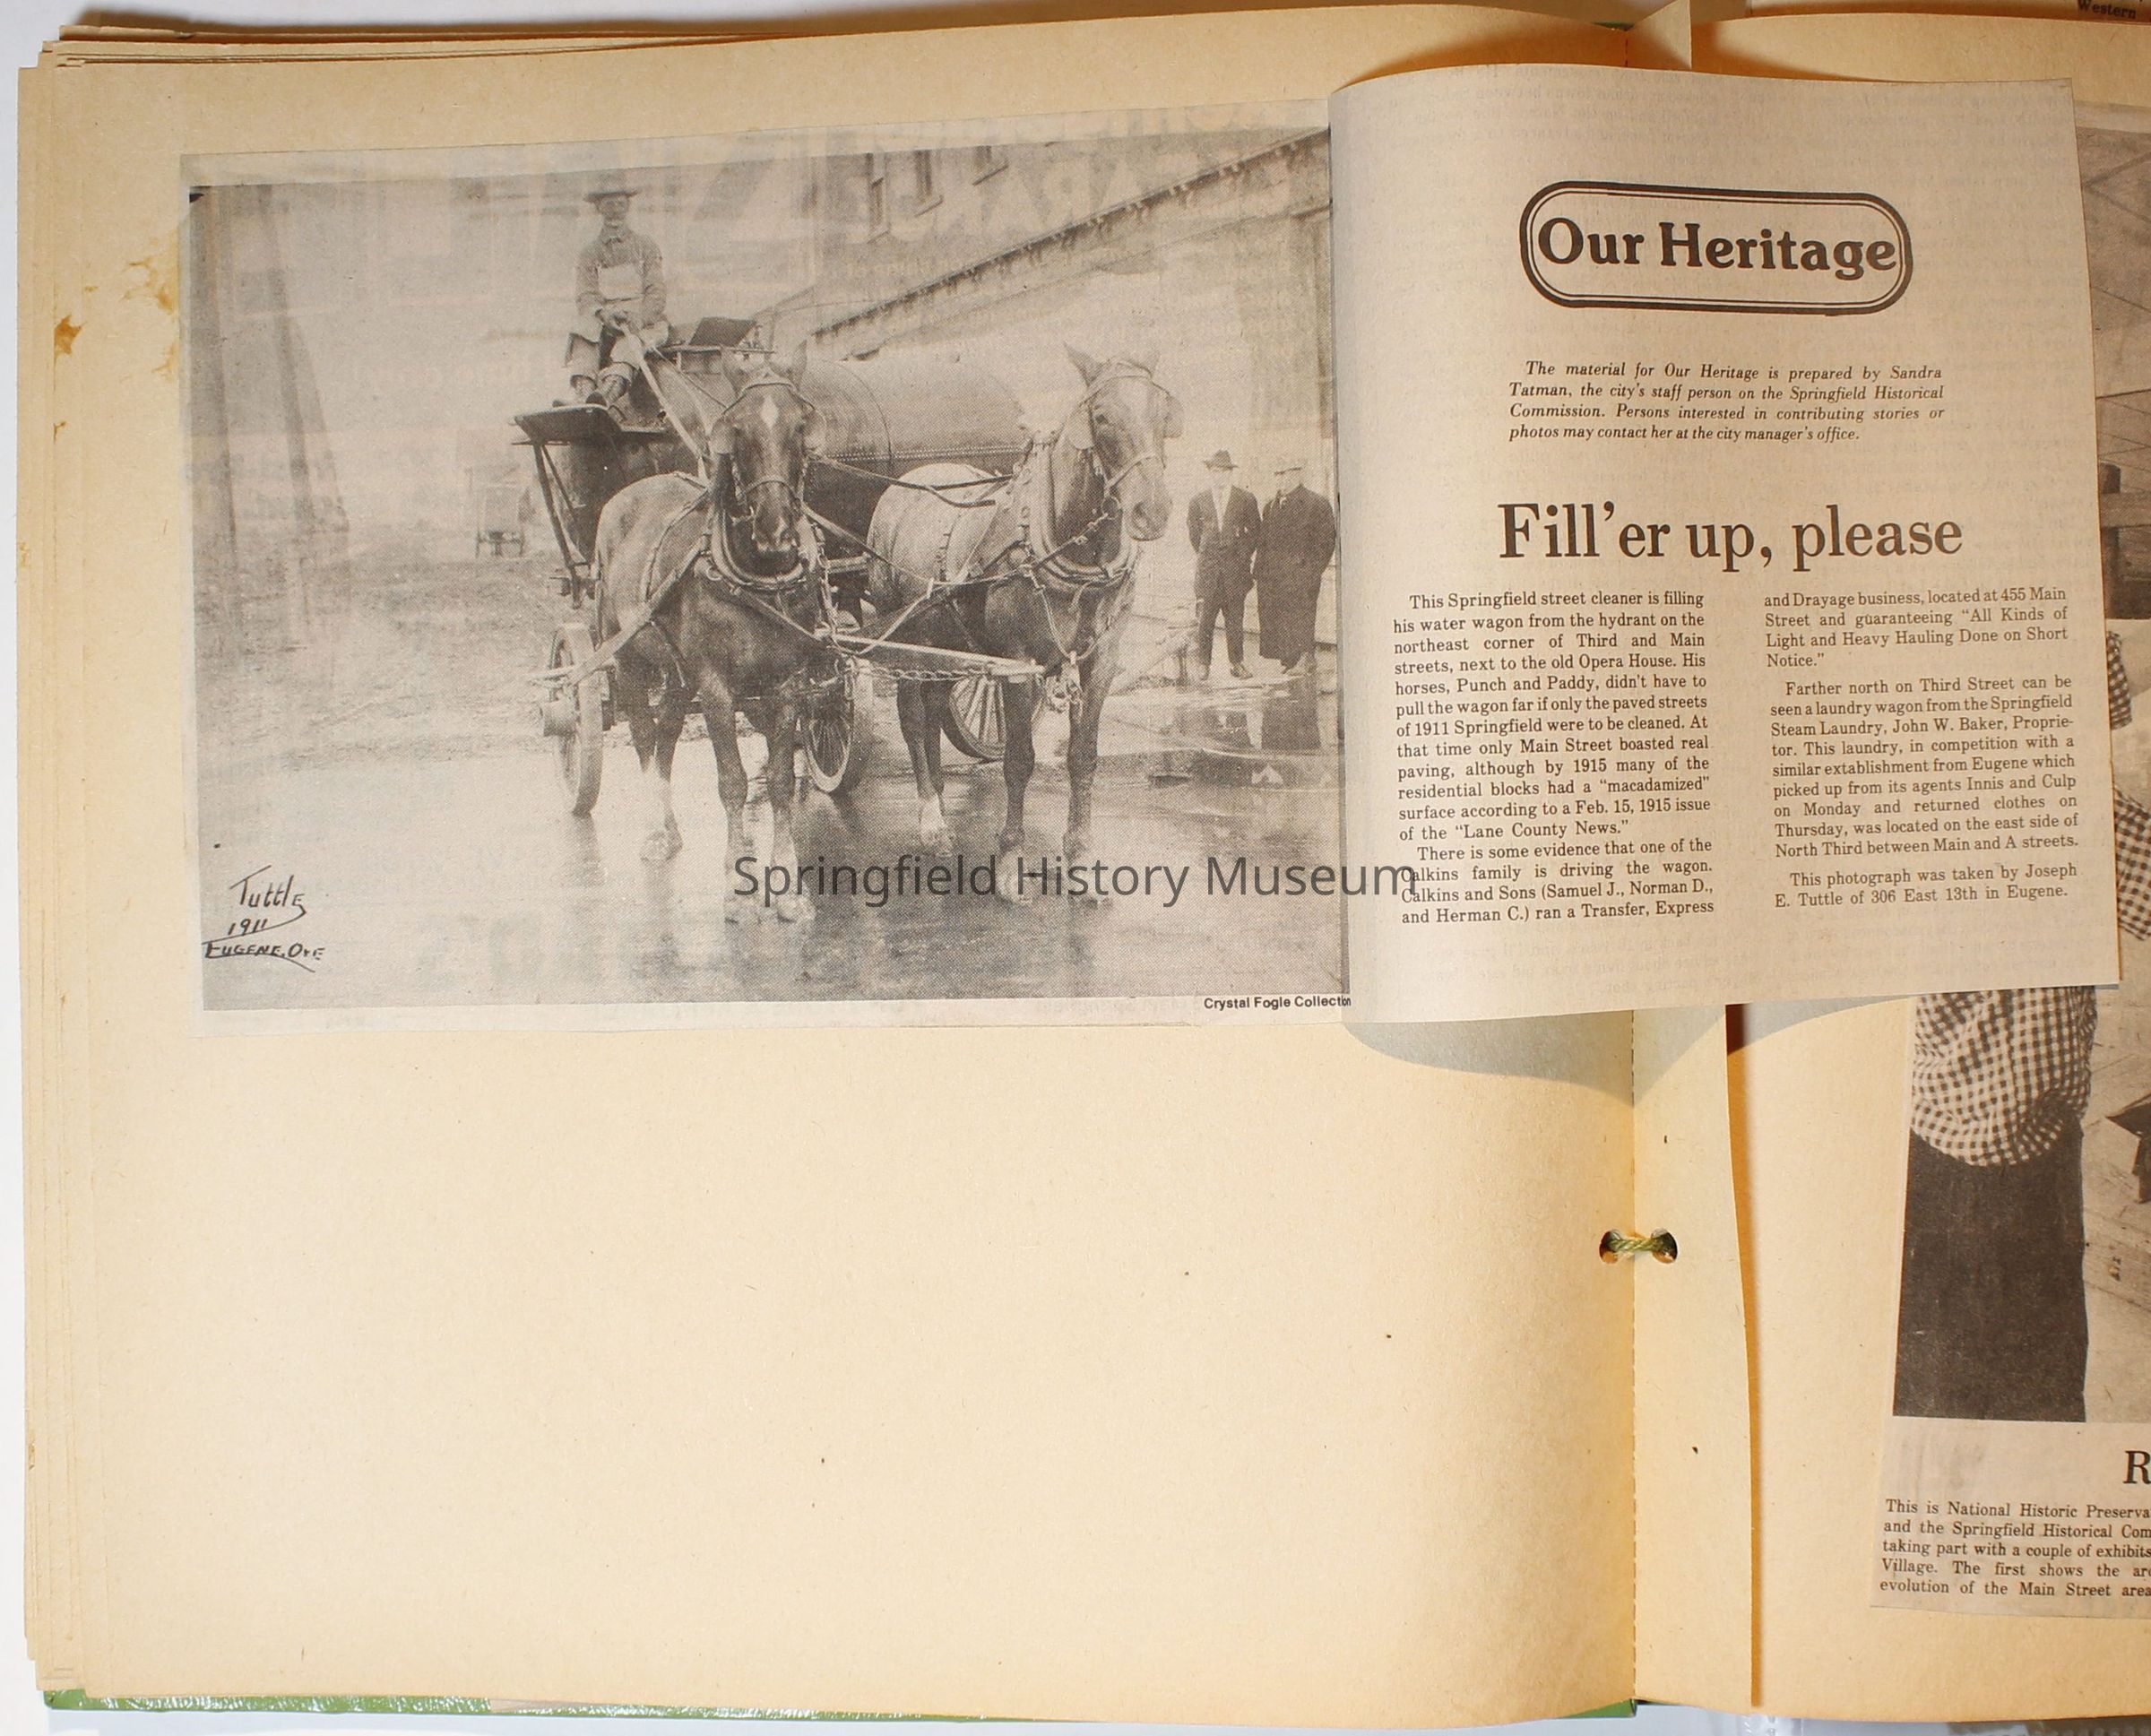 Western
Our Heritage
The material for Our Heritage is prepared by Sandra
Tatman, the city's staff person on the Springfield Historical
Commission. Persons interested in contributing stories or
photos may contact her at the city manager's office.
Fill'er up, please
This Springfield street cleaner is filling
his water wagon from the hydrant on the
northeast corner of Third and Main
streets, next to the old Opera House. His
horses, Punch and Paddy, didn't have to
pull the wagon far if only the paved streets
of 1911 Springfield were to be cleaned. At
that time only Main Street boasted real
paving, although by 1915 many of the
residential blocks had a "macadamized"
surface according to a Feb. 15, 1915 issue
of the "Lane County News."
There is some evidence that one of the
Calkins family is driving the wagon.
Calkins and Sons (Samuel J., Norman D.,
and Herman C.) ran a Transfer, Express
and Drayage business, located at 455 Main
Street and guaranteeing "All Kinds of
Light and Heavy Hauling Done on Short
Notice."
Farther north on Third Street can be
seen a laundry wagon from the Springfield
Steam Laundry, John W. Baker, Proprie-
tor. This laundry, in competition with a
similar extablishment from Eugene which
picked up from its agents Innis and Culp
on Monday and returned clothes on
Thursday, was located on the east side of
North Third between Main and A streets.
This photograph was taken by Joseph
E. Tuttle of 306 East 13th in Eugene.
Tuttle
1911
EUGENE, Ore
Crystal Fogle Collection
Springfield History Museum
R
This is National Historic Preserva
and the Springfield Historical Com
taking part with a couple of exhibits
Village. The first shows the arc
evolution of the Main Street area